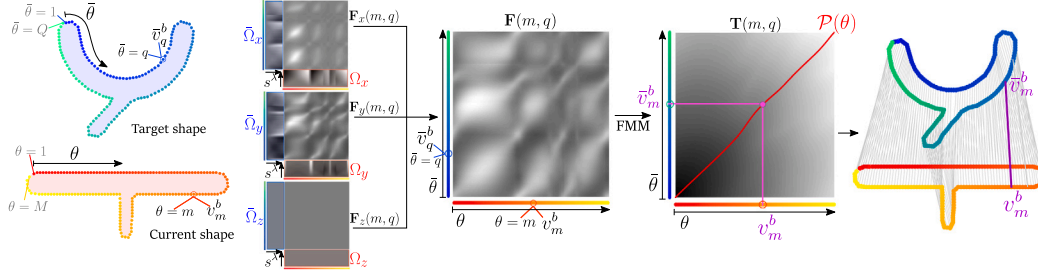 θ̄ = 1
θ̄
θ̄ = Q
v̄_q^b
θ̄ = q
Target shape
θ = 1
θ
θ = M
θ = m
v_m^b
Current shape
Ω̄_x
s^λ
Ω_x
F_x(m, q)
Ω̄_y
s^λ
Ω_y
F_y(m, q)
Ω̄_z
s^λ
Ω_z
F_z(m, q)
F(m, q)
v̄_q^b
θ̄ = q
θ̄
θ
θ = m
v_m^b
FMM
T(m, q)
P(θ)
v̄_m^b
θ̄
θ
v_m^b
v̄_m^b
v_m^b